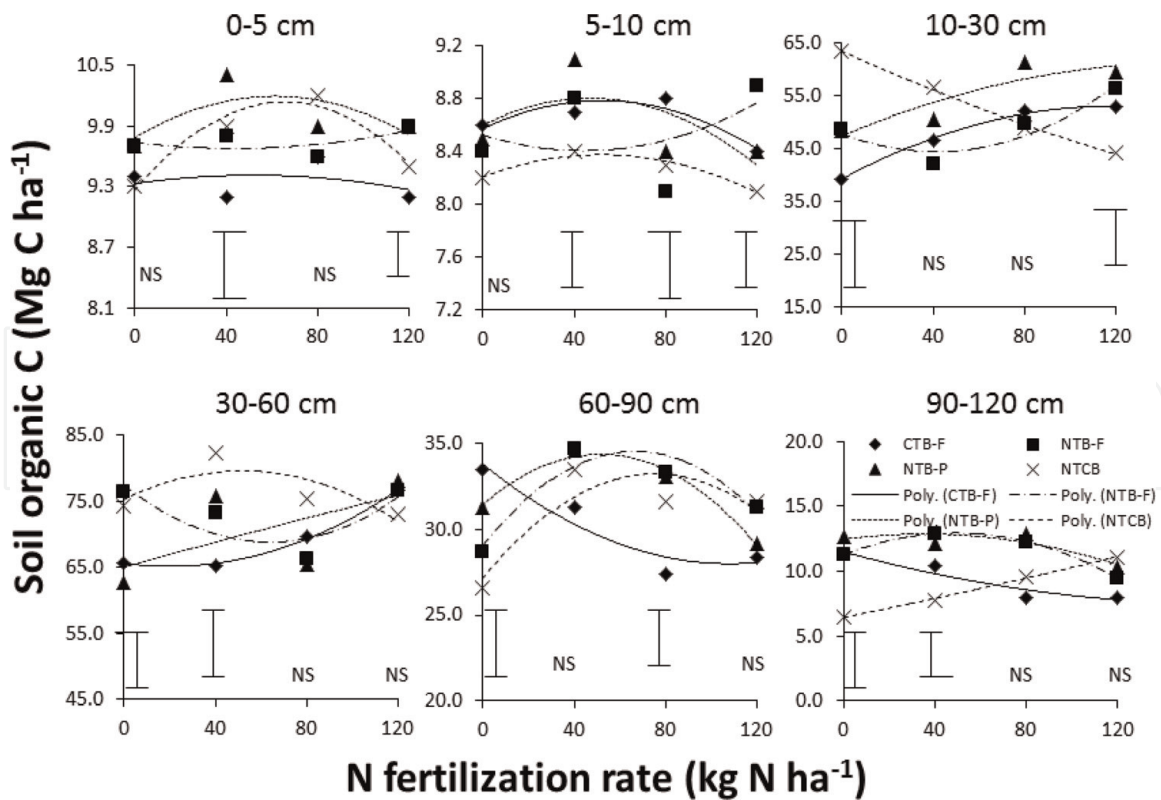 0-5 cm
5-10 cm
10-30 cm
10.5
9.9
9.3
8.7
8.1
NS
NS
0
40
80
120
9.2
8.8
8.4
8.0
7.6
7.2
NS
0
40
80
120
65.0
55.0
45.0
35.0
25.0
15.0
NS
NS
0
40
80
120
Soil organic C (Mg C ha-1)
30-60 cm
60-90 cm
90-120 cm
85.0
75.0
65.0
55.0
45.0
NS
NS
0
40
80
120
35.0
30.0
25.0
20.0
NS
NS
0
40
80
120
20.0
15.0
10.0
5.0
0.0
CTB-F
NTB-F
NTB-P
NTCB
Poly. (CTB-F)
Poly. (NTB-F)
Poly. (NTB-P)
Poly. (NTCB)
NS
NS
0
40
80
120
N fertilization rate (kg N ha-1)